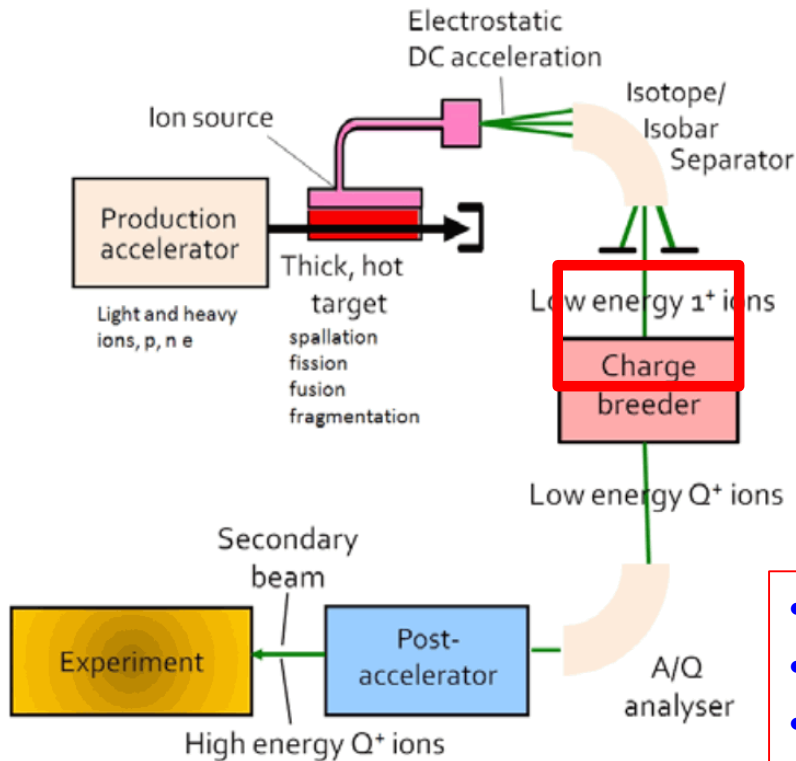 Electrostatic
DC acceleration
Ion source
Isotope/
Isobar
Separator
Production
accelerator
Thick, hot
target
Light and heavy
ions, p, n e
spallation
fission
fusion
fragmentation
Low energy 1⁺ ions
Charge
breeder
Low energy Q⁺ ions
Secondary
beam
Experiment
Post-
accelerator
A/Q
analyser
High energy Q⁺ ions
•
•
•